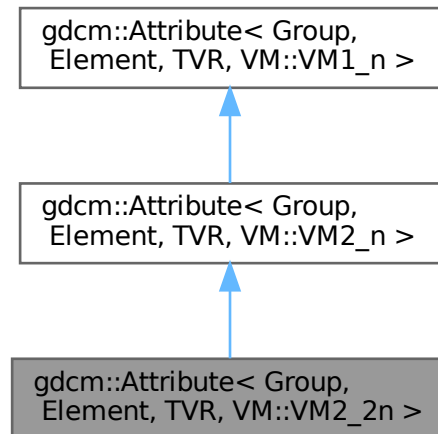 gdcm::Attribute< Group,
Element, TVR, VM::VM1_n >
gdcm::Attribute< Group,
Element, TVR, VM::VM2_n >
gdcm::Attribute< Group,
Element, TVR, VM::VM2_2n >